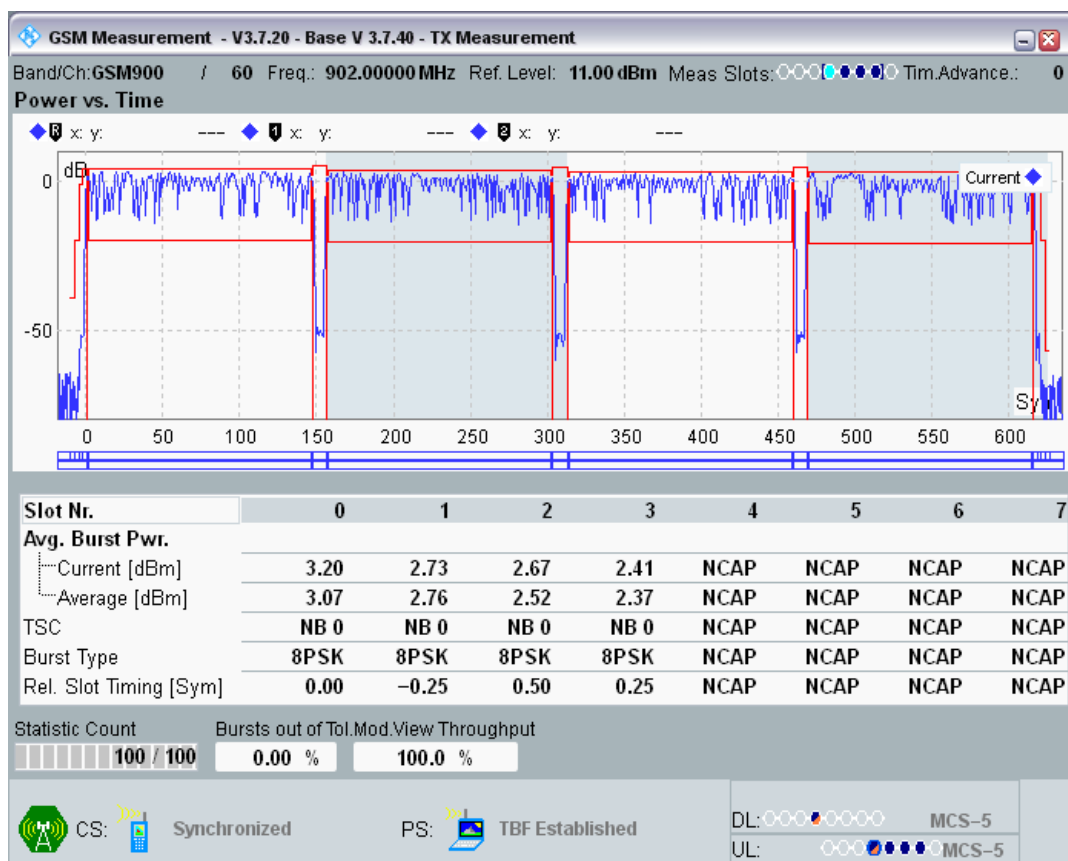 GSM Measurement - V3.7.20 - Base V 3.7.40 - TX Measurement
Band/Ch:GSM900 / 60 Freq.: 902.00000 MHz Ref. Level: 11.00 dBm Meas Slots: Tim.Advance.: 0
Power vs. Time
R x: y: --- 1 x: y: --- 2 x: y: ---
dB
Current
0
-50
Sy
0 50 100 150 200 250 300 350 400 450 500 550 600
Slot Nr. 0 1 2 3 4 5 6 7
Avg. Burst Pwr.
Current [dBm] 3.20 2.73 2.67 2.41 NCAP NCAP NCAP NCAP
Average [dBm] 3.07 2.76 2.52 2.37 NCAP NCAP NCAP NCAP
TSC NB 0 NB 0 NB 0 NB 0 NCAP NCAP NCAP NCAP
Burst Type 8PSK 8PSK 8PSK 8PSK NCAP NCAP NCAP NCAP
Rel. Slot Timing [Sym] 0.00 −0.25 0.50 0.25 NCAP NCAP NCAP NCAP
Statistic Count Bursts out of Tol.Mod.View Throughput
100 / 100 0.00 % 100.0 %
CS: Synchronized PS: TBF Established
DL: MCS−5
UL: MCS−5